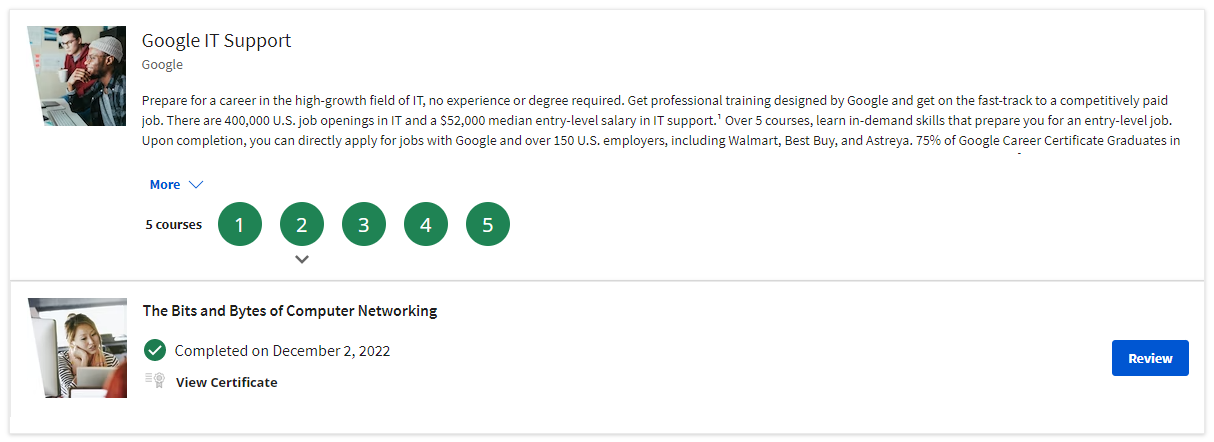 Google IT Support
Google
Prepare for a career in the high-growth field of IT, no experience or degree required. Get professional training designed by Google and get on the fast-track to a competitively paid
job. There are 400,000 U.S. job openings in IT and a $52,000 median entry-level salary in IT support.¹ Over 5 courses, learn in-demand skills that prepare you for an entry-level job.
Upon completion, you can directly apply for jobs with Google and over 150 U.S. employers, including Walmart, Best Buy, and Astreya. 75% of Google Career Certificate Graduates in
More
5 courses 1 2 3 4 5
The Bits and Bytes of Computer Networking
Completed on December 2, 2022
Review
View Certificate